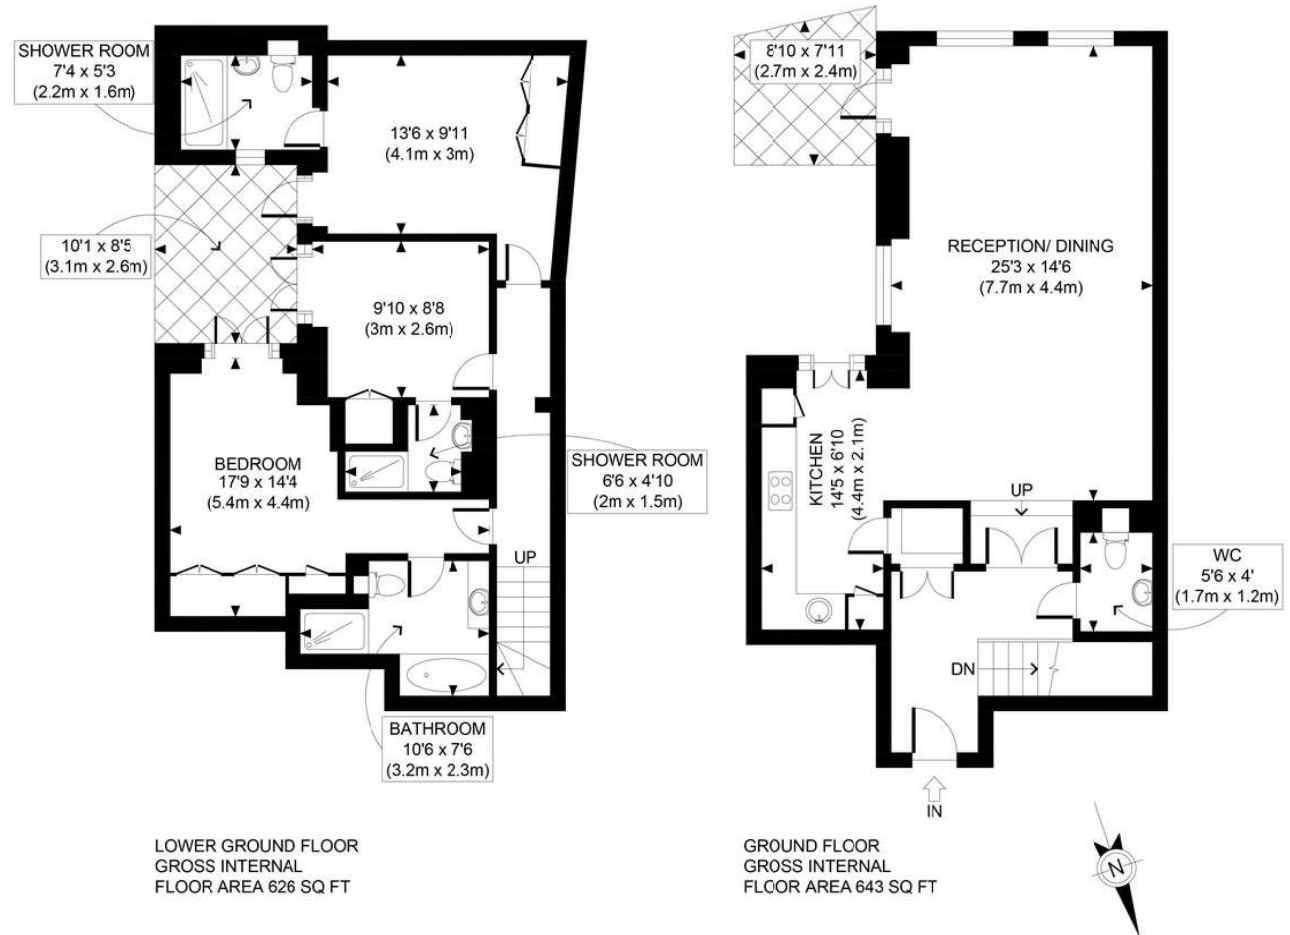 SHOWER ROOM
7'4 x 5'3
(2.2m x 1.6m)
13'6 x 9'11
(4.1m x 3m)
10'1 x 8'5
(3.1m x 2.6m)
9'10 x 8'8
(3m x 2.6m)
BEDROOM
17'9 x 14'4
(5.4m x 4.4m)
SHOWER ROOM
6'6 x 4'10
(2m x 1.5m)
UP
BATHROOM
10'6 x 7'6
(3.2m x 2.3m)
LOWER GROUND FLOOR
GROSS INTERNAL
FLOOR AREA 626 SQ FT
8'10 x 7'11
(2.7m x 2.4m)
RECEPTION/ DINING
25'3 x 14'6
(7.7m x 4.4m)
KITCHEN
14'5 x 6'10
(4.4m x 2.1m)
UP
WC
5'6 x 4'
(1.7m x 1.2m)
DN
IN
GROUND FLOOR
GROSS INTERNAL
FLOOR AREA 643 SQ FT
N